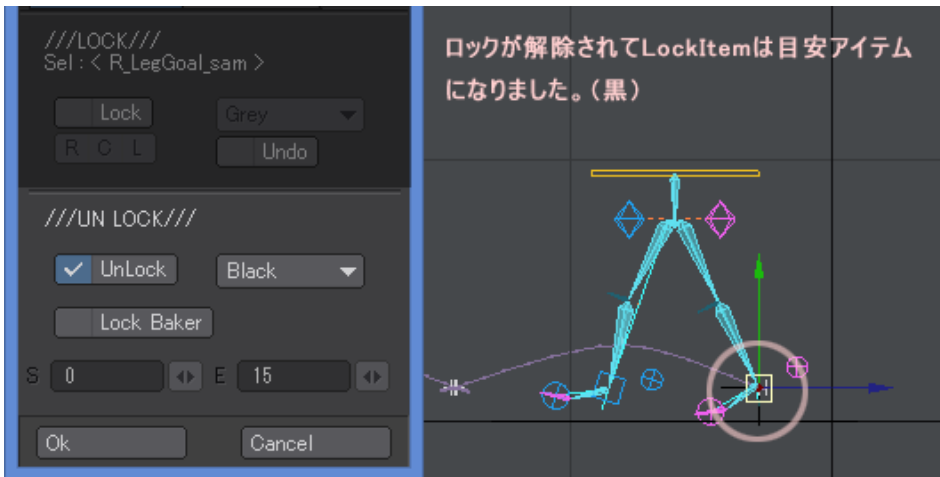 ///LOCK///
Sel : < R_LegGoal_sam >
Lock
Grey
R C L
Undo
///UN LOCK///
UnLock
Black
Lock Baker
S 0 E 15
Ok
Cancel
ロックが解除されてLockItemは目安アイテム
になりました。（黒）